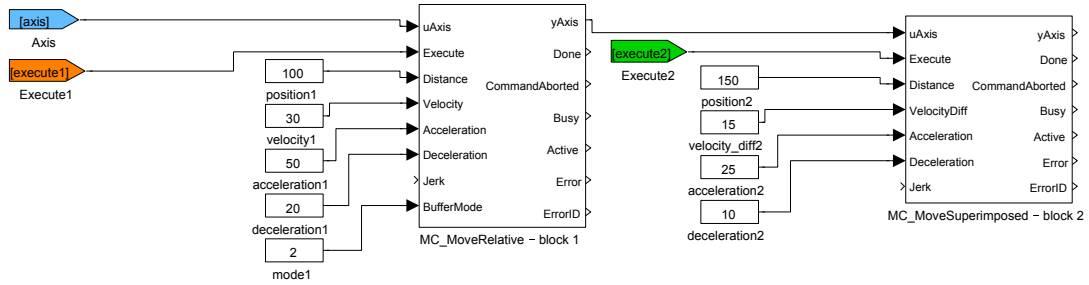 [axis]
Axis
[execute1]
Execute1
100
position1
30
velocity1
50
acceleration1
20
deceleration1
2
mode1
uAxis
Execute
Distance
Velocity
Acceleration
Deceleration
Jerk
BufferMode
yAxis
Done
CommandAborted
Busy
Active
Error
ErrorID
MC_MoveRelative − block 1
[execute2]
Execute2
150
position2
15
velocity_diff2
25
acceleration2
10
deceleration2
uAxis
Execute
Distance
VelocityDiff
Acceleration
Deceleration
Jerk
yAxis
Done
CommandAborted
Busy
Active
Error
ErrorID
MC_MoveSuperimposed − block 2